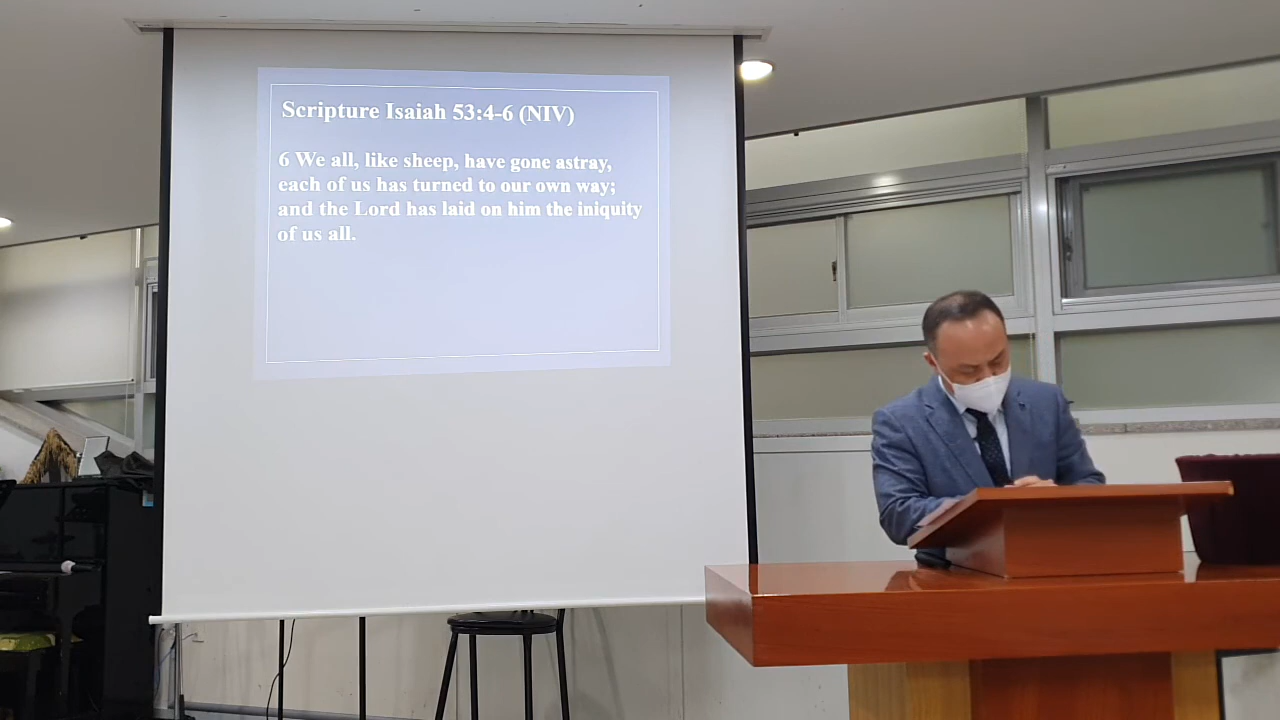 Scripture Isaiah 53:4-6 (NIV)
6 We all, like sheep, have gone astray,
each of us has turned to our own way;
and the Lord has laid on him the iniquity
of us all.